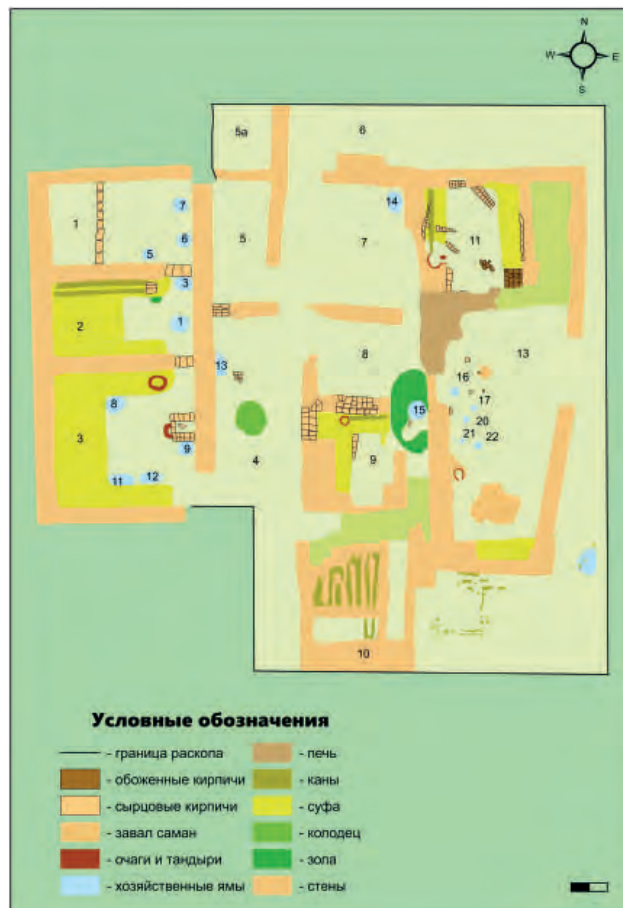 N
W E
S
5а 6
7 14
1 5 7 11
6
5
3
2 1 8 13
13 16
8 17
15 20
3 21 22
9 4 9
11 12
10
Условные обозначения
- граница раскопа - печь
- обоженные кирпичи - каны
- сырцовые кирпичи - суфа
- завал саман - колодец
- очаги и тандыри - зола
- хозяйственные ямы - стены